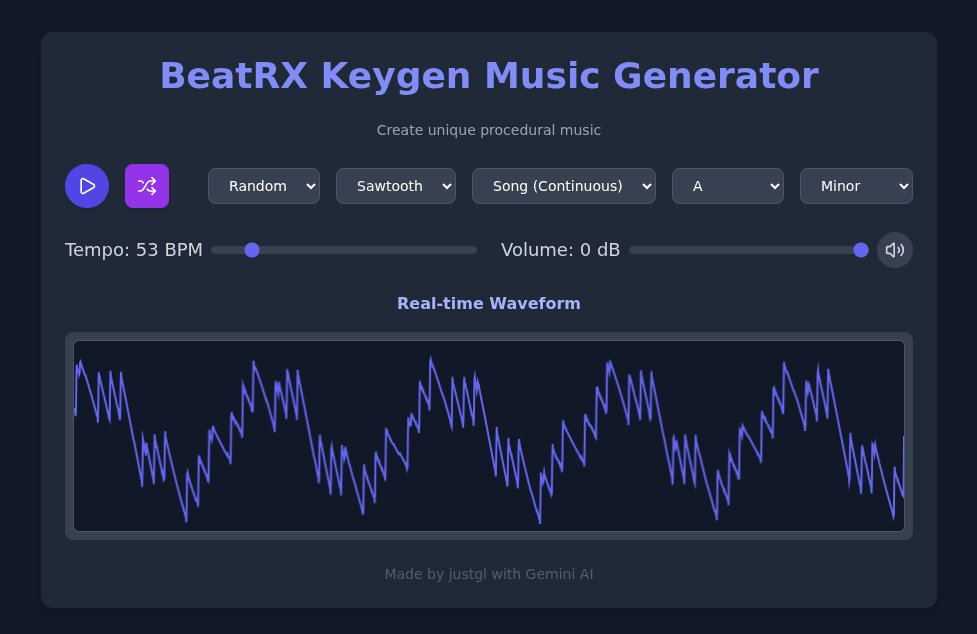 BeatRX Keygen Music Generator
Create unique procedural music
Random Sawtooth Song (Continuous) A Minor
Tempo: 53 BPM Volume: 0 dB
Real-time Waveform
Made by justgl with Gemini AI